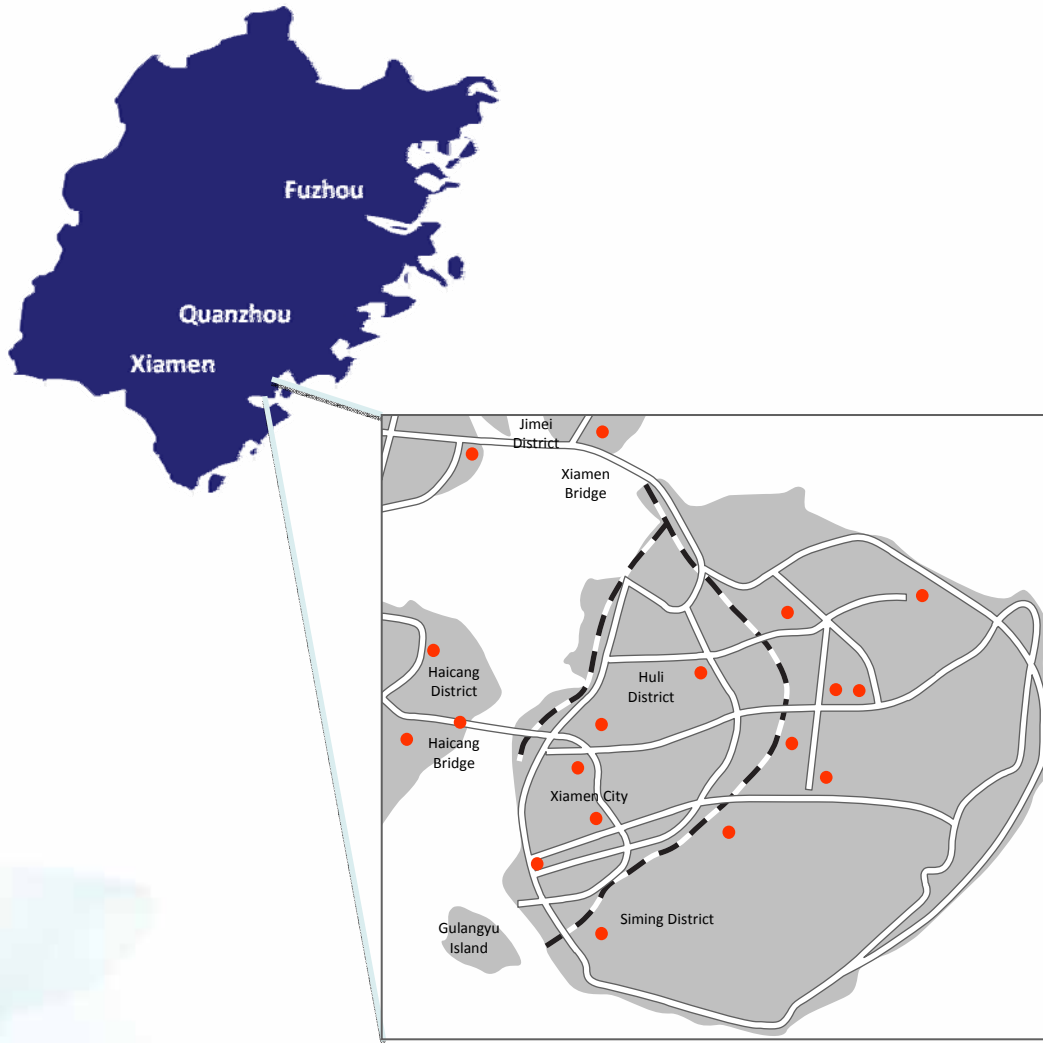 Fuzhou
Quanzhou
Xiamen
Jimei
District
Xiamen
Bridge
Haicang
District
Huli
District
Haicang
Bridge
Xiamen City
Siming District
Gulangyu
Island